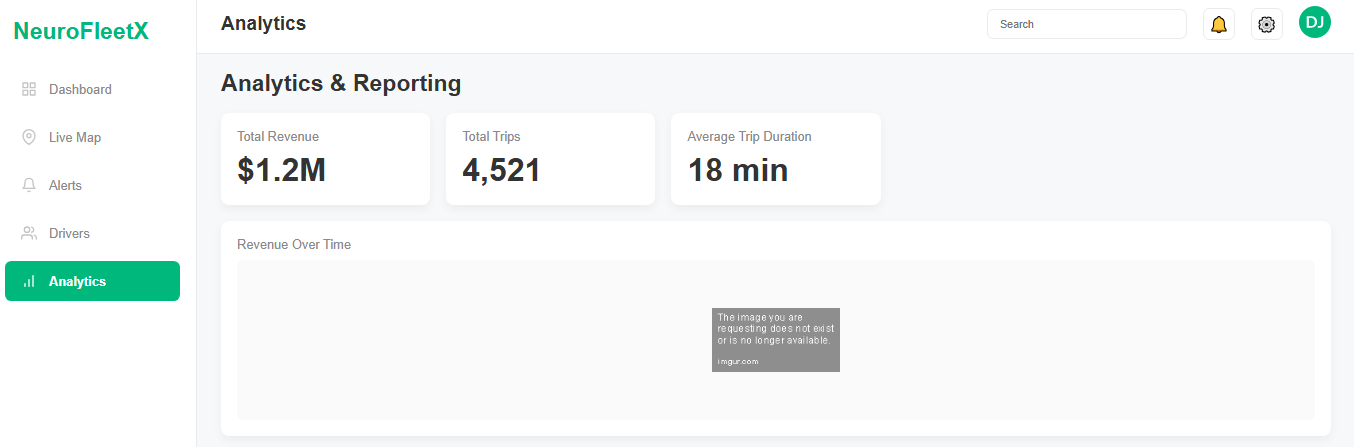 NeuroFleetX
Dashboard
Live Map
Alerts
Drivers
Analytics
Analytics
Search
DJ
Analytics & Reporting
Total Revenue
$1.2M
Total Trips
4,521
Average Trip Duration
18 min
Revenue Over Time
The image you are
requesting does not exist
or is no longer available.
imgur.com